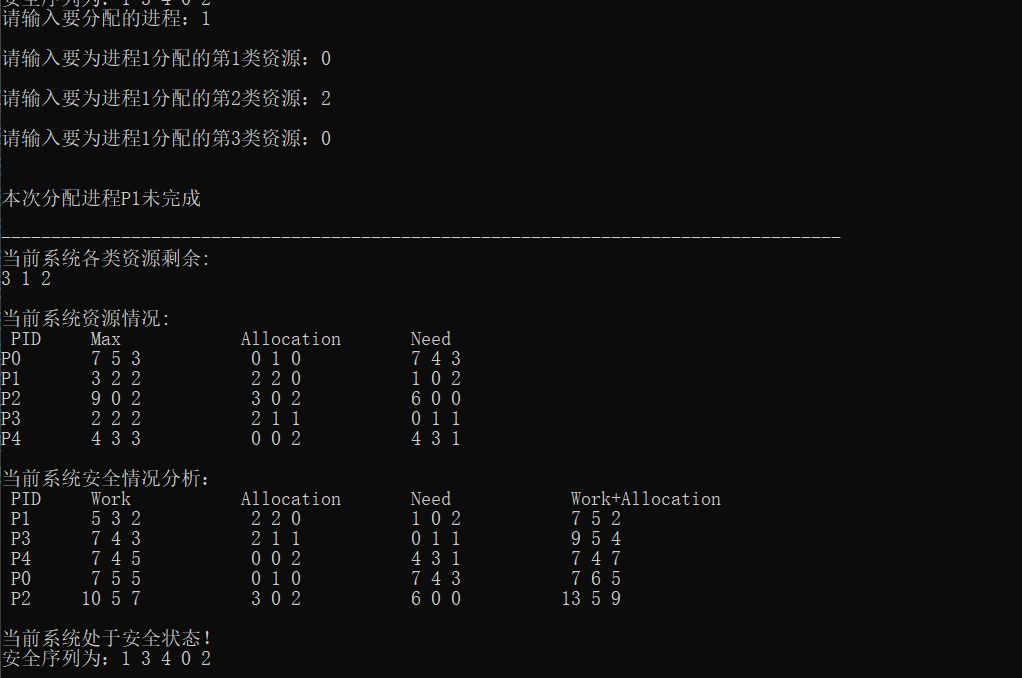 安全序列为：1 3 4 0 2
请输入要分配的进程：1
请输入要为进程1分配的第1类资源：0
请输入要为进程1分配的第2类资源：2
请输入要为进程1分配的第3类资源：0
本次分配进程P1未完成
------------------------------------------------------------------------------------
当前系统各类资源剩余:
3 1 2
当前系统资源情况:
PID Max Allocation Need
P0 7 5 3 0 1 0 7 4 3
P1 3 2 2 2 2 0 1 0 2
P2 9 0 2 3 0 2 6 0 0
P3 2 2 2 2 1 1 0 1 1
P4 4 3 3 0 0 2 4 3 1
当前系统安全情况分析：
PID Work Allocation Need Work+Allocation
P1 5 3 2 2 2 0 1 0 2 7 5 2
P3 7 4 3 2 1 1 0 1 1 9 5 4
P4 7 4 5 0 0 2 4 3 1 7 4 7
P0 7 5 5 0 1 0 7 4 3 7 6 5
P2 10 5 7 3 0 2 6 0 0 13 5 9
当前系统处于安全状态!
安全序列为：1 3 4 0 2